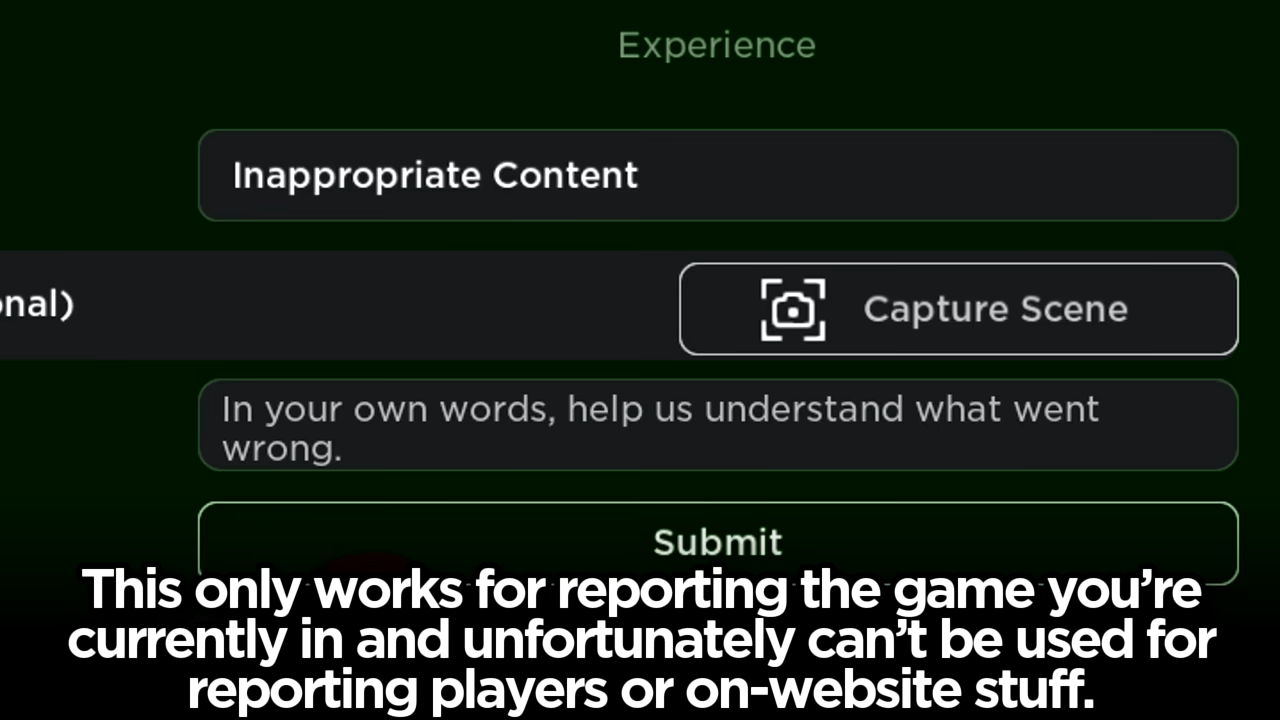 Experience
Inappropriate Content
onal)
Capture Scene
In your own words, help us understand what went
wrong.
Submit
This only works for reporting the game you’re
currently in and unfortunately can’t be used for
reporting players or on-website stuff.